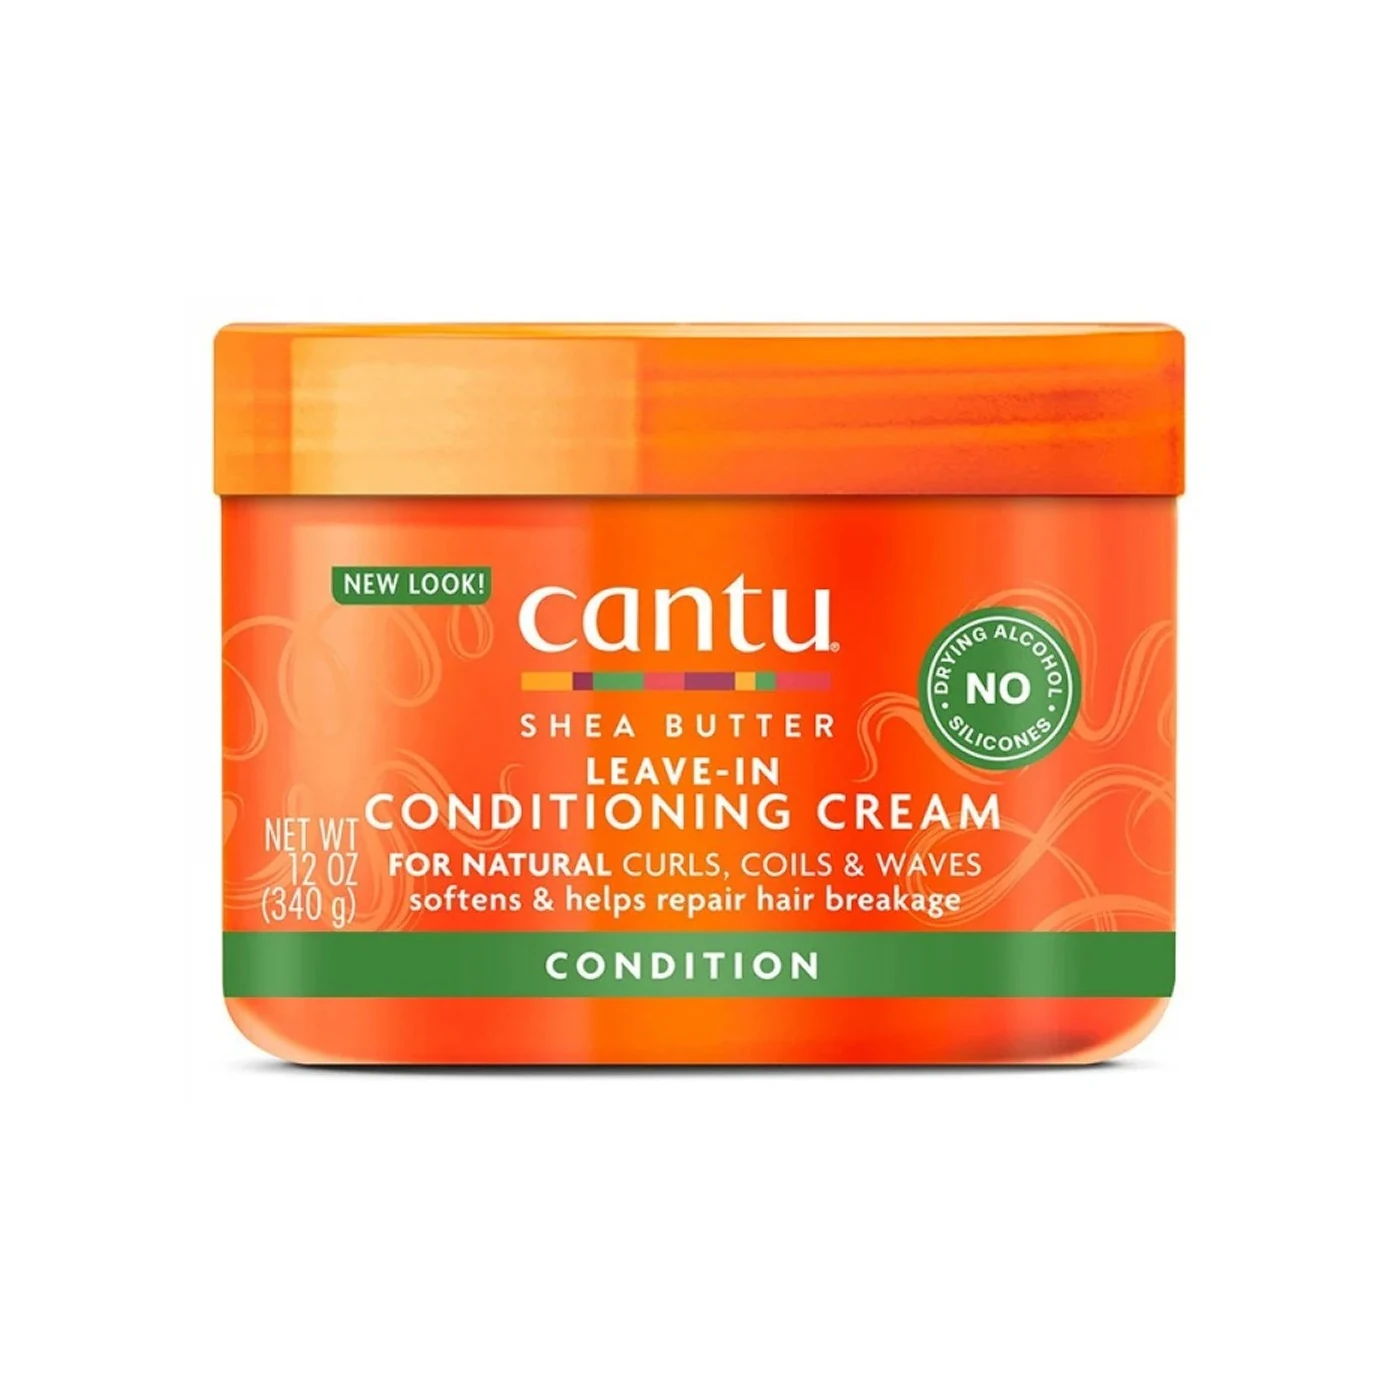 NEW LOOK!
cantu®
SHEA BUTTER
LEAVE-IN
CONDITIONING CREAM
FOR NATURAL CURLS, COILS & WAVES
softens & helps repair hair breakage
NET WT
12 OZ
(340 g)
DRYING ALCOHOL
NO
• SILICONES •
CONDITION